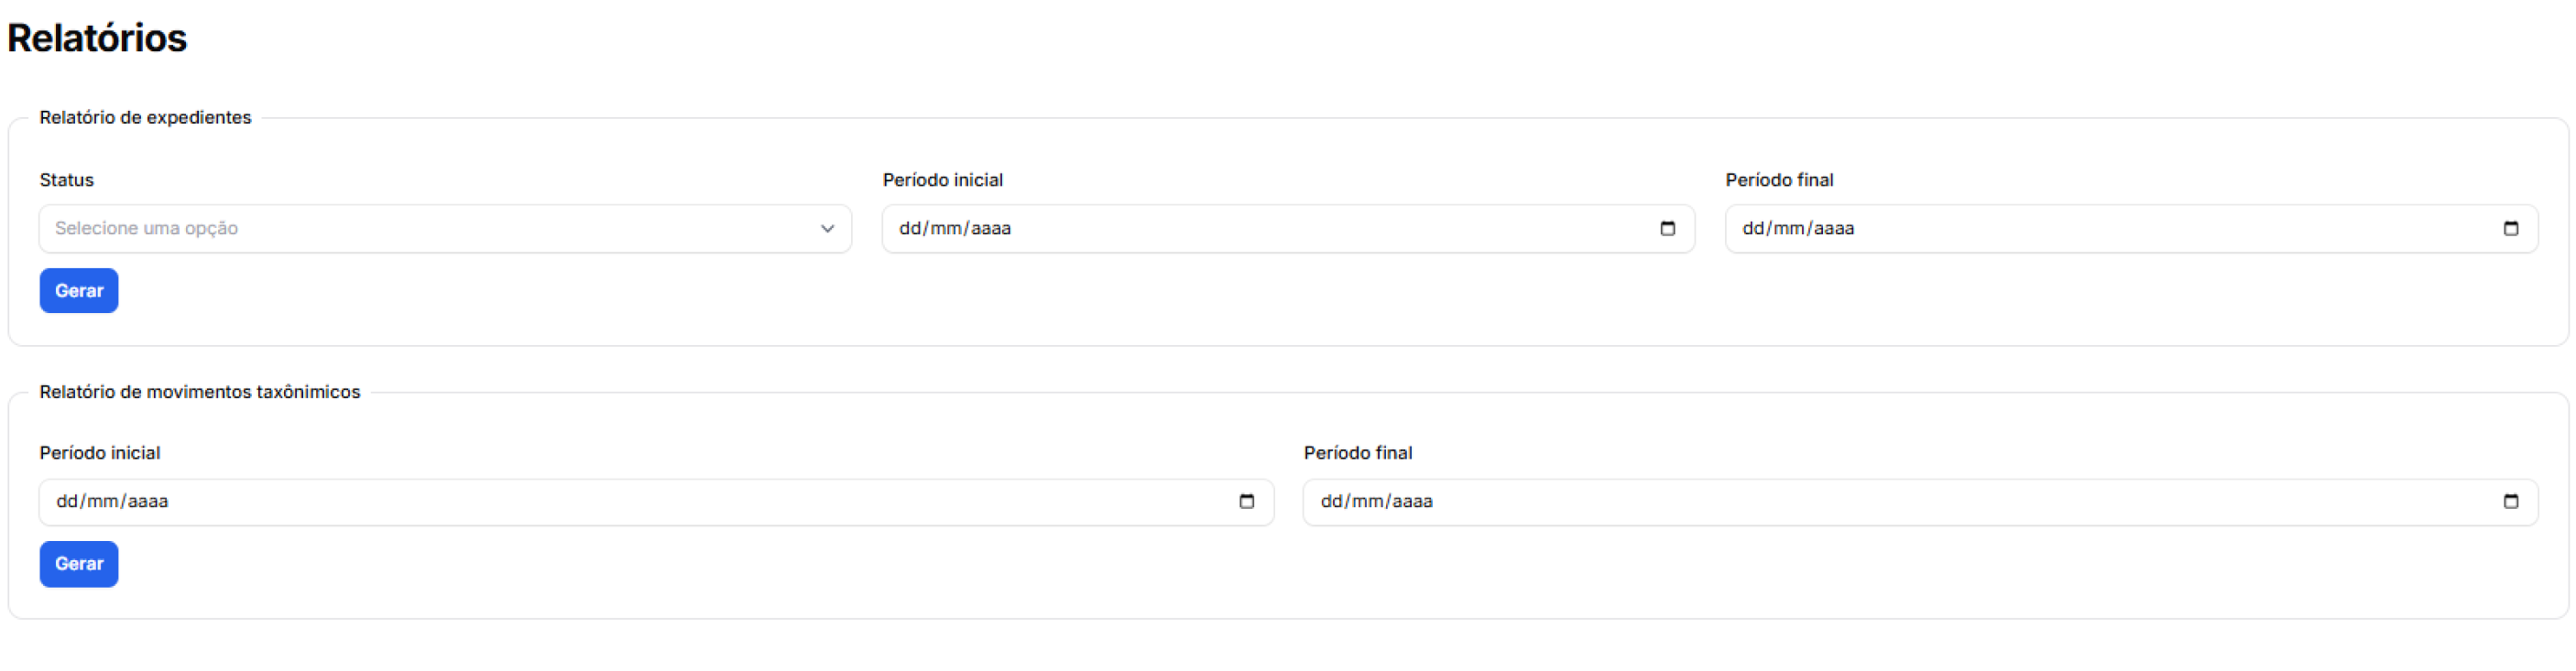 Relatórios
Relatório de expedientes
Status
Período inicial
Período final
Selecione uma opção
dd/mm/aaaa
dd/mm/aaaa
Gerar
Relatório de movimentos taxônimicos
Período inicial
Período final
dd/mm/aaaa
dd/mm/aaaa
Gerar